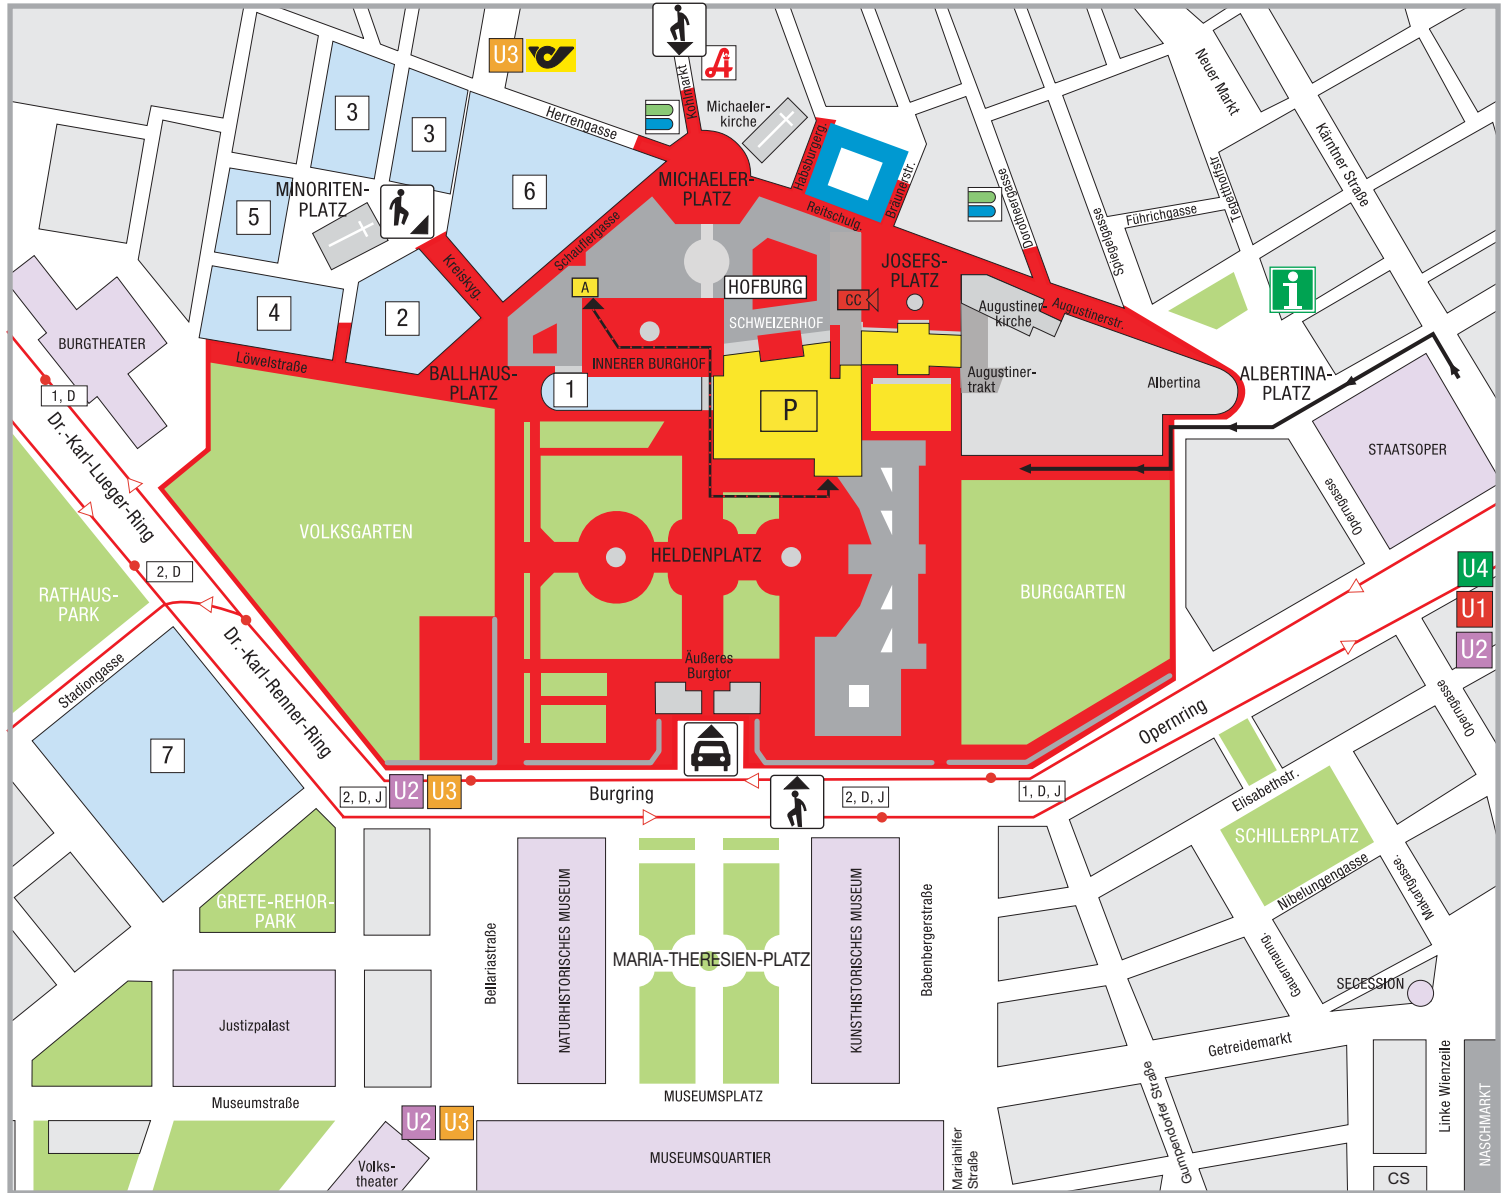 U3
Kohlmarkt
A
Michaeler-
kirche
Neuer Markt
Kärntner Straße
Herrengasse
3
3
6
5
4
2
MINORITEN-
PLATZ
MICHAELER-
PLATZ
Habsburgerg.
Reitschulg.
Bräunerstr.
Dorotheergasse
Spiegelgasse
Führichgasse
Tegetthoffstr.
Schauflergasse
Kreiskyg.
JOSEFS-
PLATZ
A
HOFBURG
CC
SCHWEIZERHOF
Augustiner-
kirche
Augustinerstr.
i
BURGTHEATER
Löwelstraße
BALLHAUS-
PLATZ
INNERER BURGHOF
1
P
Augustiner-
trakt
Albertina
ALBERTINA-
PLATZ
1, D
STAATSOPER
Dr.-Karl-Lueger-Ring
VOLKSGARTEN
Operngasse
HELDENPLATZ
2, D
RATHAUS-
PARK
BURGGARTEN
U4
U1
U2
Stadiongasse
Dr.-Karl-Renner-Ring
Äußeres
Burgtor
Opernring
Operngasse
7
2, D, J
U2
U3
Burgring
2, D, J
1, D, J
Elisabethstr.
SCHILLERPLATZ
Nibelungengasse
Makartgasse.
GRETE-REHOR-
PARK
Bellariastraße
NATURHISTORISCHES MUSEUM
MARIA-THERESIEN-PLATZ
KUNSTHISTORISCHES MUSEUM
Babenbergerstraße
Gauermanng.
SECESSION
Justizpalast
Getreidemarkt
Museumstraße
MUSEUMSPLATZ
Gumpendorfer Straße
Linke Wienzeile
NASCHMARKT
U2
U3
Volks-
theater
MUSEUMSQUARTIER
Mariahilfer
Straße
CS